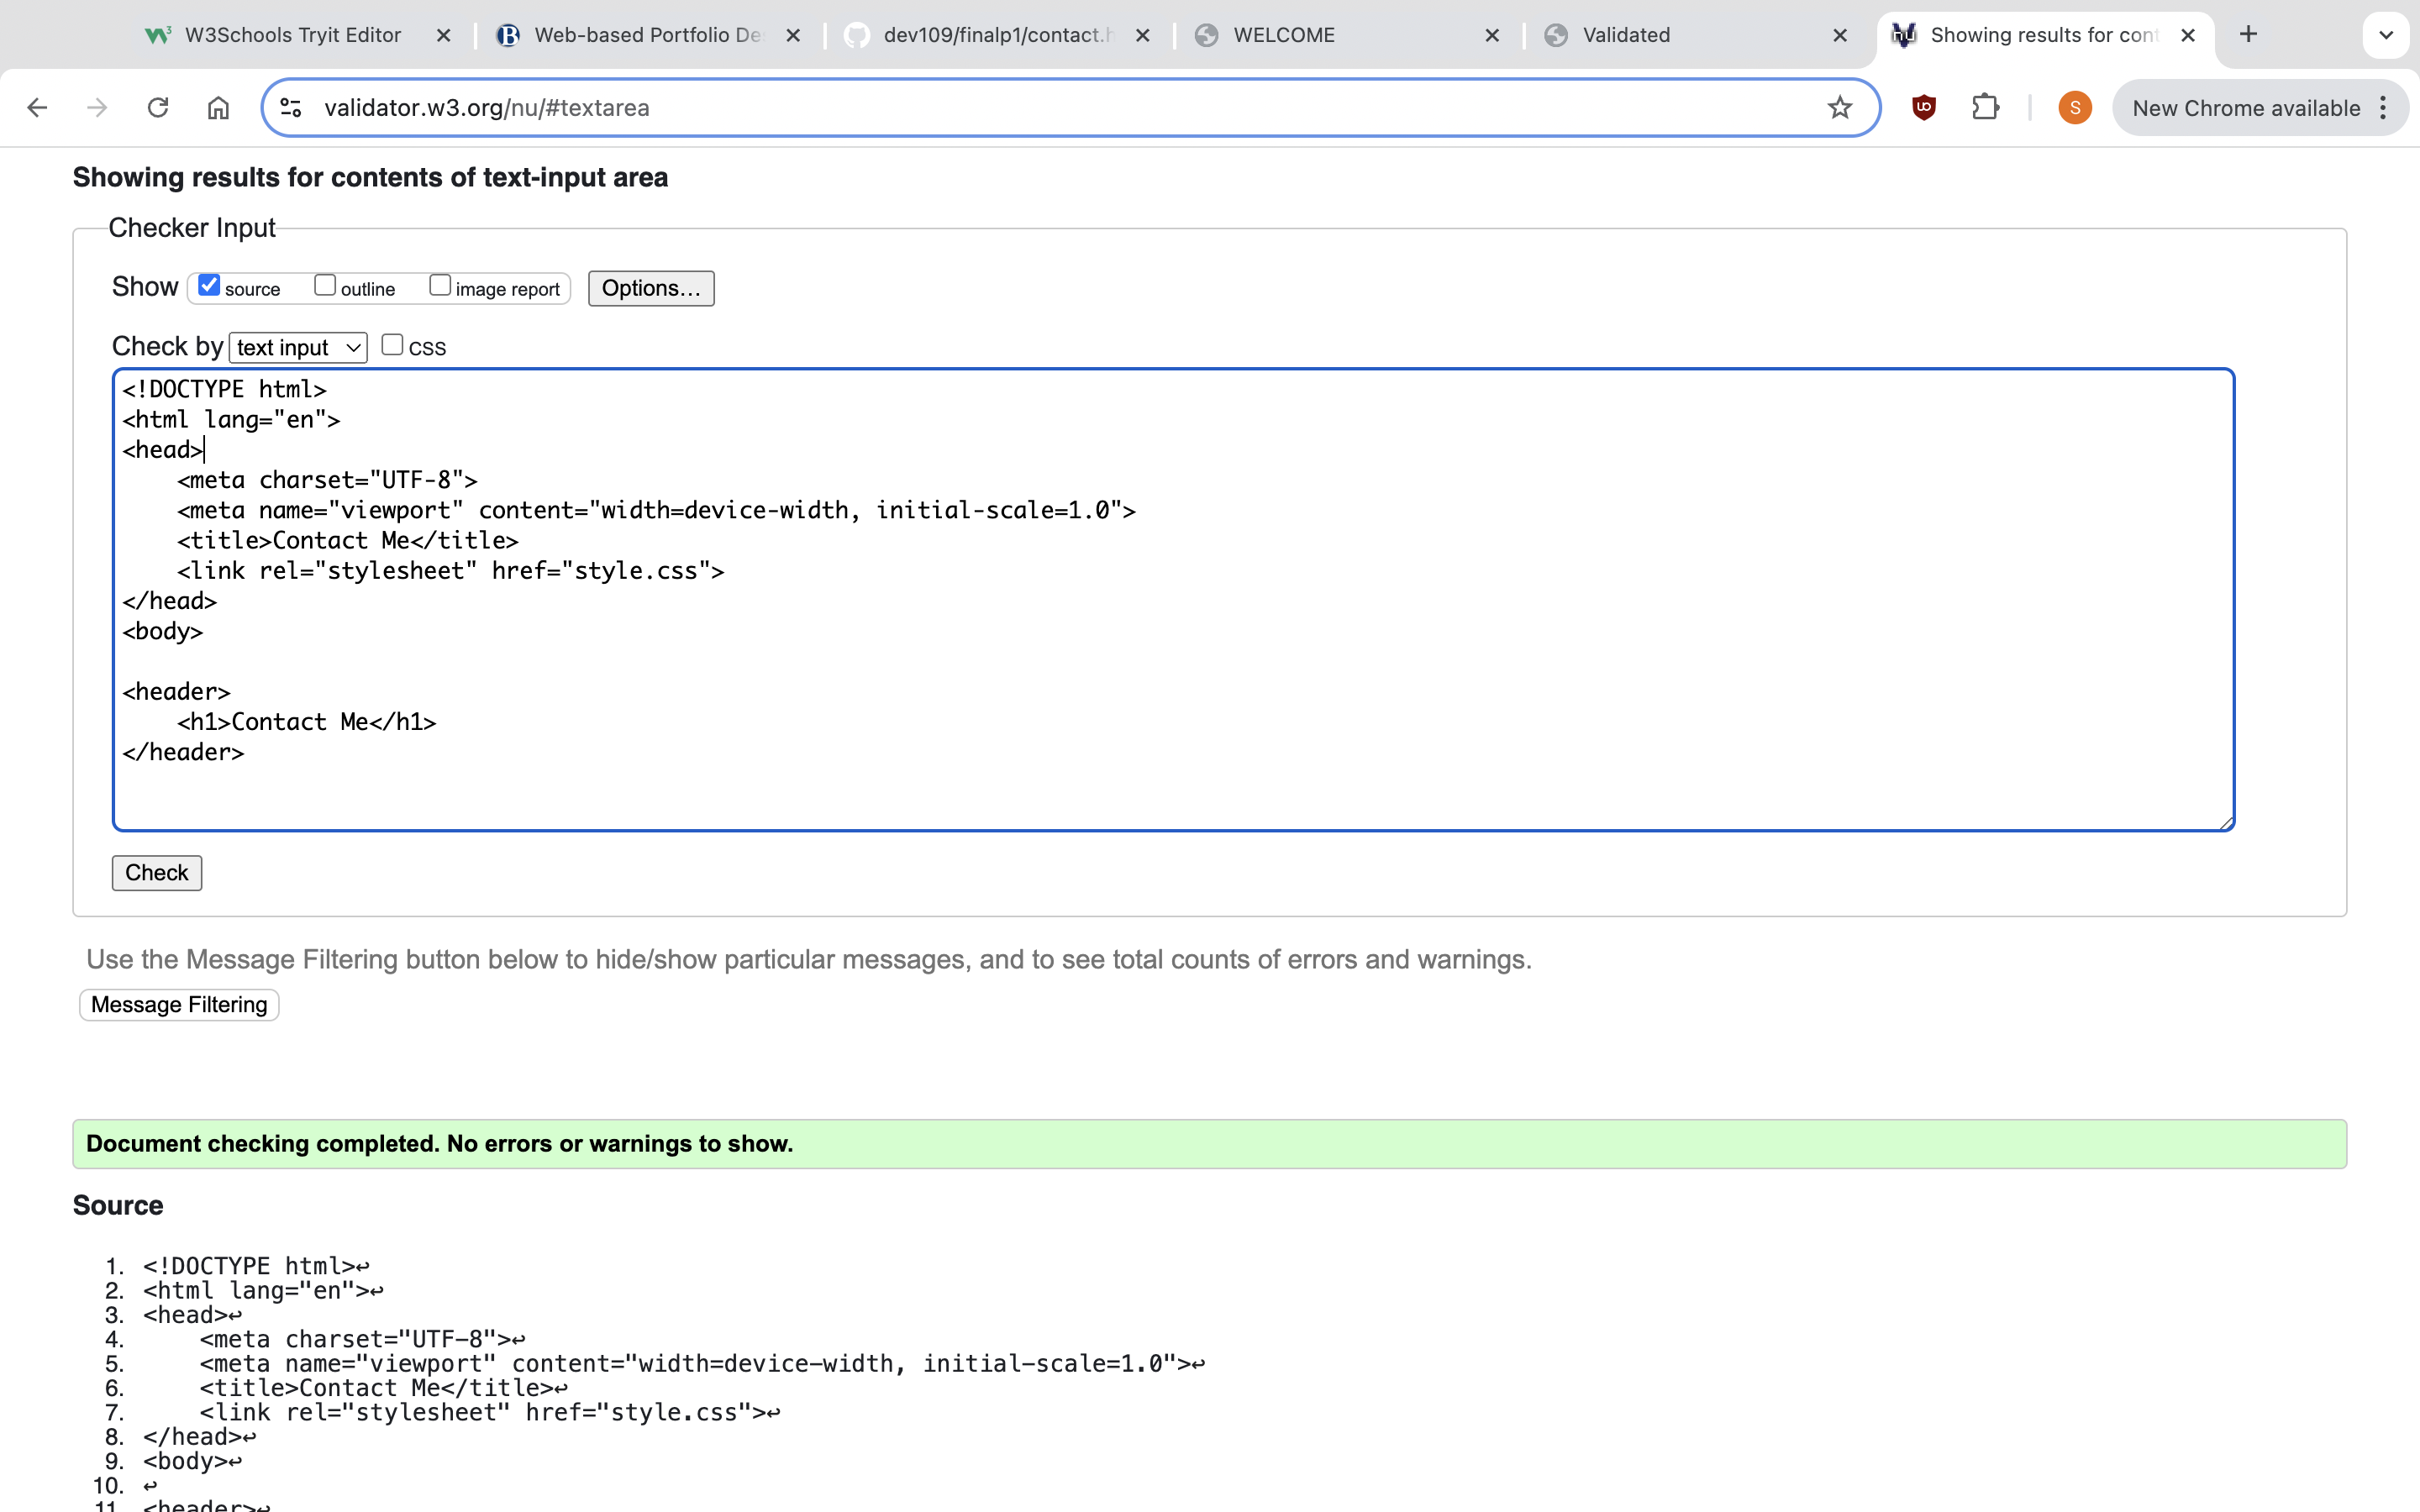 W3Schools Tryit Editor
Web-based Portfolio De
dev109/finalp1/contact.h
WELCOME
Validated
Showing results for cont
validator.w3.org/nu/#textarea
S
New Chrome available
Showing results for contents of text-input area
Checker Input
Show source outline image report Options...
Check by text input CSS
<!DOCTYPE html>
<html lang="en">
<head>
<meta charset="UTF-8">
<meta name="viewport" content="width=device-width, initial-scale=1.0">
<title>Contact Me</title>
<link rel="stylesheet" href="style.css">
</head>
<body>
<header>
<h1>Contact Me</h1>
</header>
Check
Use the Message Filtering button below to hide/show particular messages, and to see total counts of errors and warnings.
Message Filtering
Document checking completed. No errors or warnings to show.
Source
1. <!DOCTYPE html>↩
2. <html lang="en">↩
3. <head>↩
4. <meta charset="UTF-8">↩
5. <meta name="viewport" content="width=device-width, initial-scale=1.0">↩
6. <title>Contact Me</title>↩
7. <link rel="stylesheet" href="style.css">↩
8. </head>↩
9. <body>↩
10. ↩
11. <header>↩